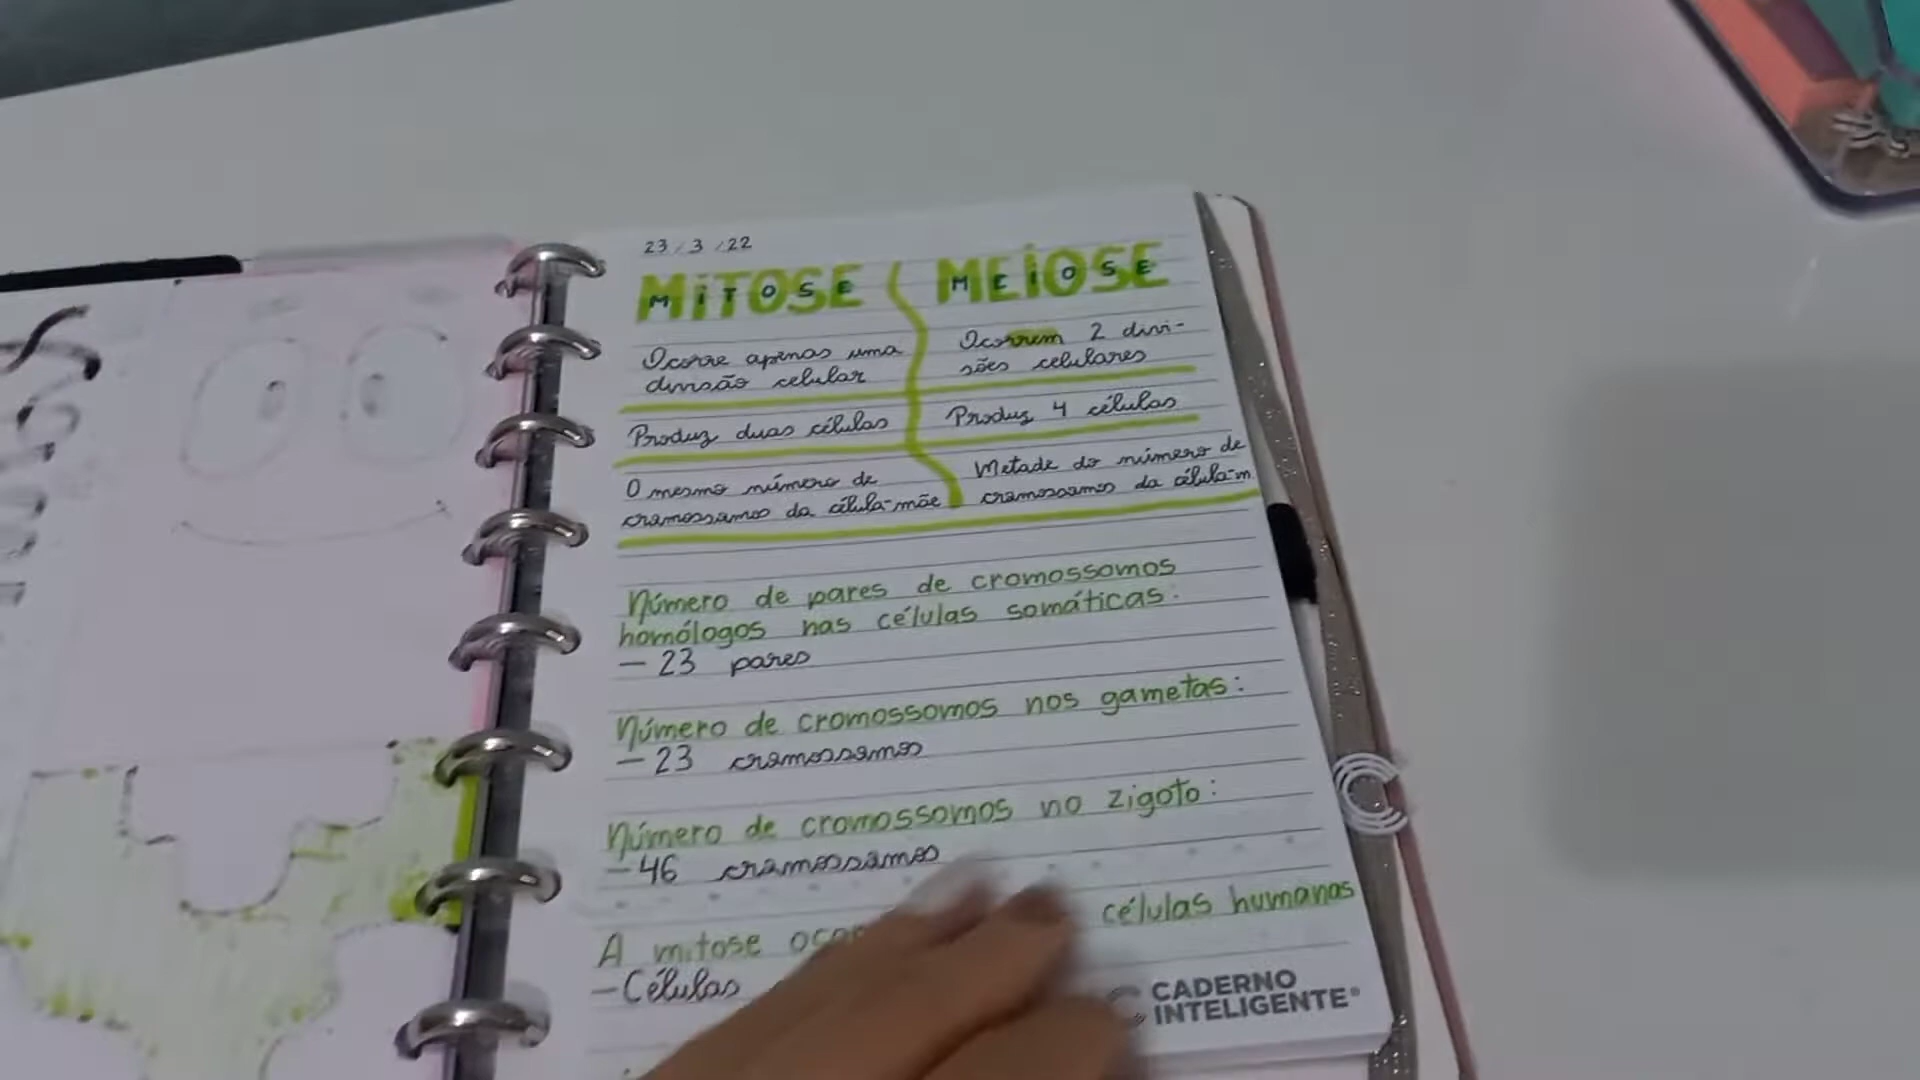 23/3/22
MITOSE
MEIOSE
Ocorre apenas uma
divisão celular
Ocorrem 2 divi-
sões celulares
Produz duas células
Produz 4 células
O mesmo número de
cromossomos da célula-mãe
Metade do número de
cromossomos da célula-m
Número de pares de cromossomos
homólogos nas células somáticas:
- 23 pares
Número de cromossomos nos gametas:
- 23 cromossomos
Número de cromossomos no zigoto:
- 46 cromossomos
A mitose células humanas
- Células
CADERNO
INTELIGENTE